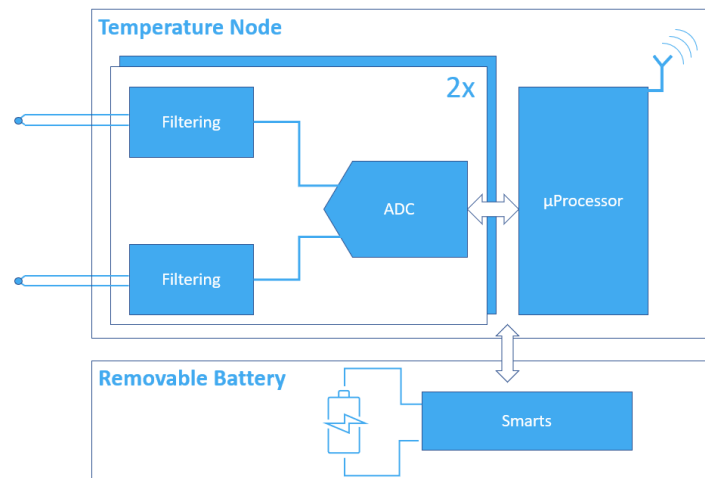 Temperature Node
2x
Filtering
ADC
µProcessor
Filtering
Removable Battery
Smarts